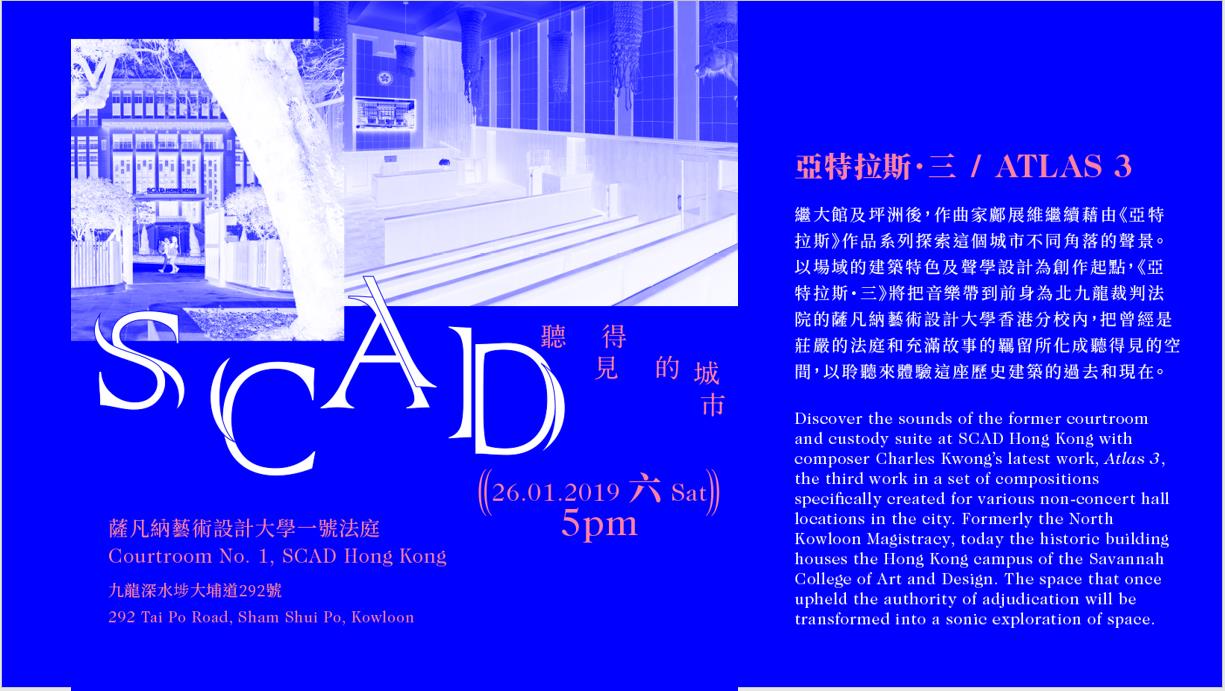 SCAD HONG KONG
SCAD
聽得見的城市
((26.01.2019 六 Sat))
5pm
薩凡納藝術設計大學一號法庭
Courtroom No. 1, SCAD Hong Kong
九龍深水埗大埔道292號
292 Tai Po Road, Sham Shui Po, Kowloon
亞特拉斯·三 / ATLAS 3
繼大館及坪洲後，作曲家鄺展維繼續藉由《亞特
拉斯》作品系列探索這個城市不同角落的聲景。
以場域的建築特色及聲學設計為創作起點，《亞
特拉斯·三》將把音樂帶到前身為北九龍裁判法
院的薩凡納藝術設計大學香港分校內，把曾經是
莊嚴的法庭和充滿故事的羈留所化成聽得見的空
間，以聆聽來體驗這座歷史建築的過去和現在。
Discover the sounds of the former courtroom
and custody suite at SCAD Hong Kong with
composer Charles Kwong’s latest work, Atlas 3,
the third work in a set of compositions
specifically created for various non-concert hall
locations in the city. Formerly the North
Kowloon Magistracy, today the historic building
houses the Hong Kong campus of the Savannah
College of Art and Design. The space that once
upheld the authority of adjudication will be
transformed into a sonic exploration of space.